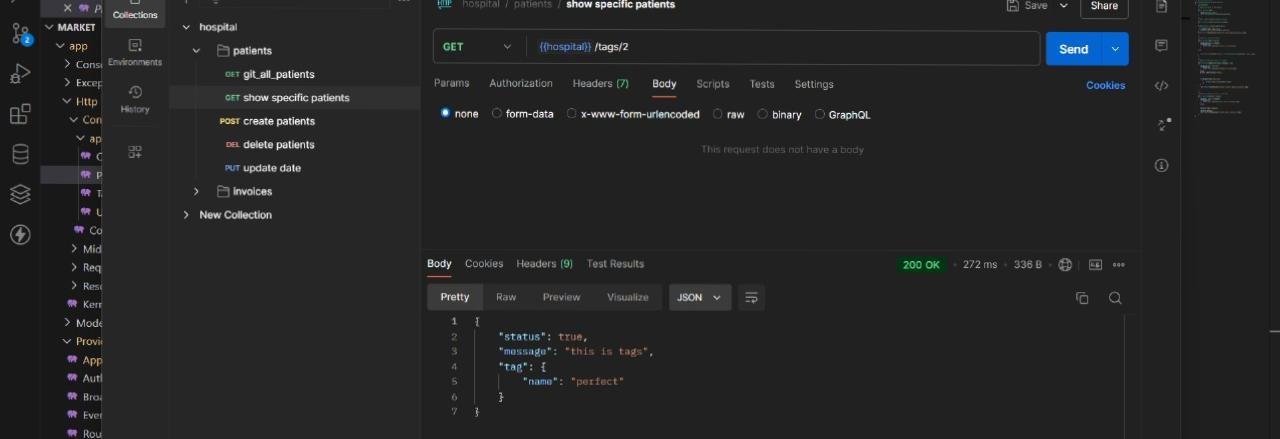 MARKET
app
Cons
Excep
Http
Con
ap
Co
Mid
Req
Reso
Kern
Mode
Provi
App
Auth
Broa
Ever
Rou
2
Collections
Environments
History
hospital
patients
GET git_all_patients
GET show specific patients
POST create patients
DEL delete patients
PUT update date
invoices
New Collection
HTTP hospital / patients / show specific patients
Save
Share
GET {{hospital}} /tags/2
Send
Params Authorization Headers (7) Body Scripts Tests Settings
Cookies
none form-data x-www-form-urlencoded raw binary GraphQL
This request does not have a body
Body Cookies Headers (9) Test Results
200 OK • 272 ms • 336 B
Pretty Raw Preview Visualize JSON
1 {
2 "status": true,
3 "message": "this is tags",
4 "tag": {
5 "name": "perfect"
6 }
7 }